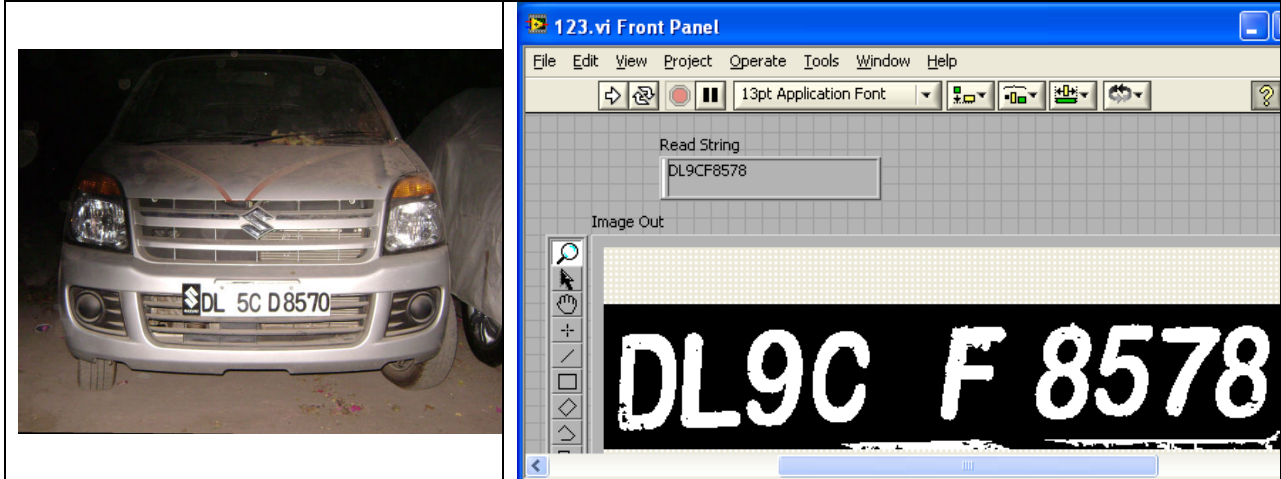 DL 5C D 8570
123.vi Front Panel
File Edit View Project Operate Tools Window Help
13pt Application Font
?
Read String
DL9CF8578
Image Out
DL9C F 8578